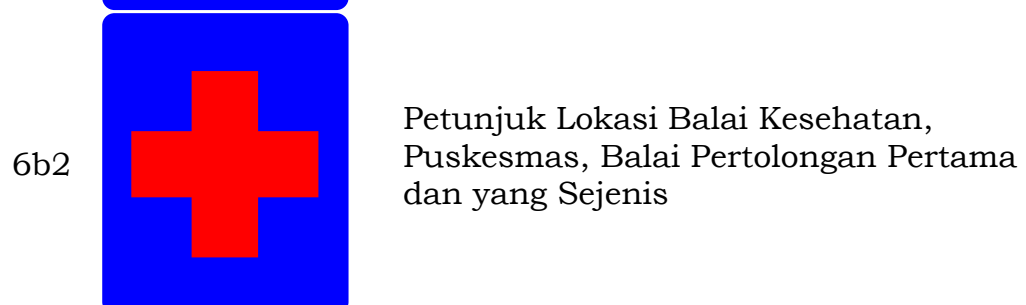 6b2
Petunjuk Lokasi Balai Kesehatan,
Puskesmas, Balai Pertolongan Pertama
dan yang Sejenis